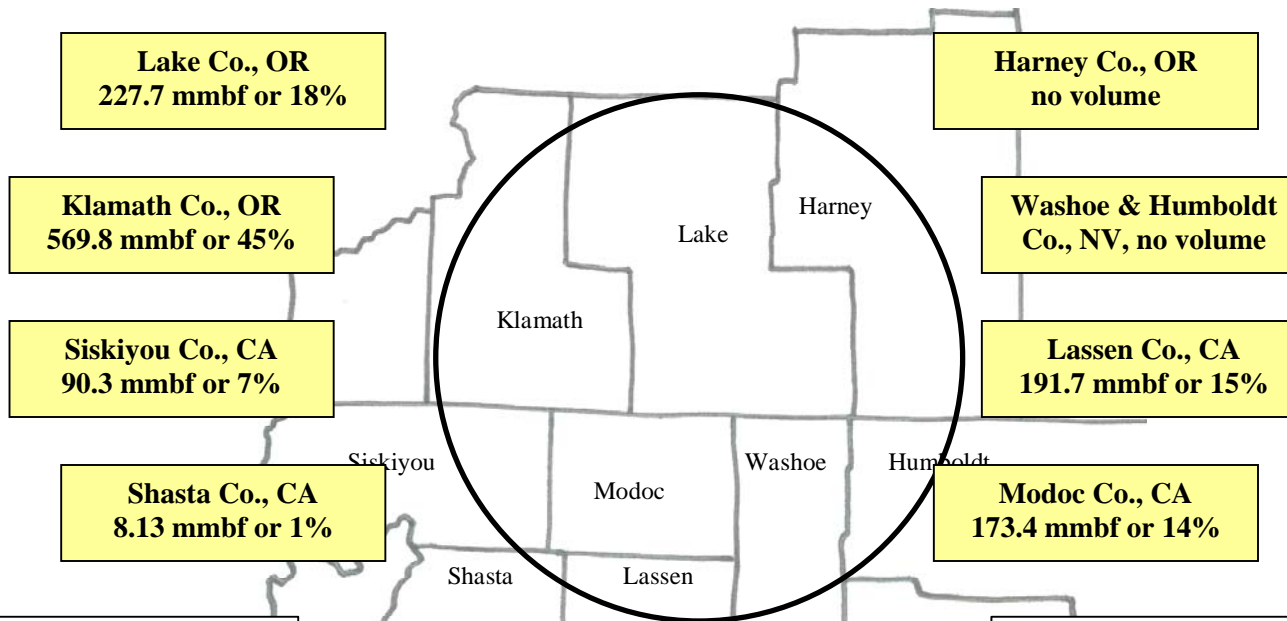 Lake Co., OR
227.7 mmbf or 18%
Harney Co., OR
no volume
Klamath Co., OR
569.8 mmbf or 45%
Washoe & Humboldt
Co., NV, no volume
Siskiyou Co., CA
90.3 mmbf or 7%
Lassen Co., CA
191.7 mmbf or 15%
Shasta Co., CA
8.13 mmbf or 1%
Modoc Co., CA
173.4 mmbf or 14%
Harney
Lake
Klamath
Siskiyou
Washoe
Humboldt
Modoc
Shasta
Lassen